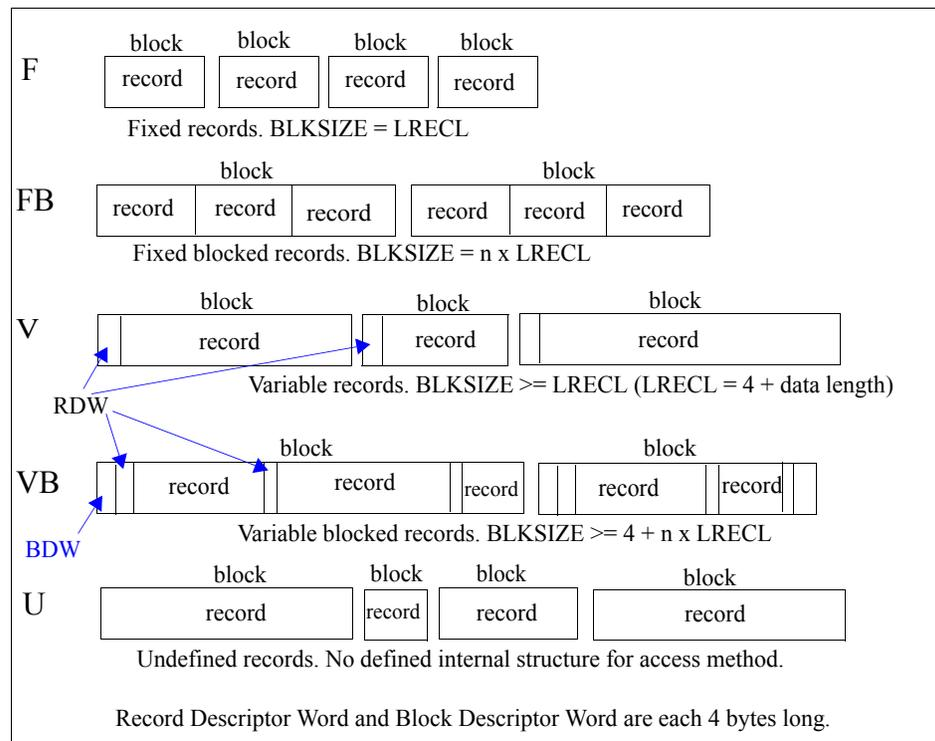 block block block block
F record record record record
Fixed records. BLKSIZE = LRECL
block block
FB record record record record record record
Fixed blocked records. BLKSIZE = n x LRECL
block block block
V record record record
Variable records. BLKSIZE >= LRECL (LRECL = 4 + data length)
RDW
block block
VB record record record record record
Variable blocked records. BLKSIZE >= 4 + n x LRECL
BDW
block block block block
U record record record record
Undefined records. No defined internal structure for access method.
Record Descriptor Word and Block Descriptor Word are each 4 bytes long.